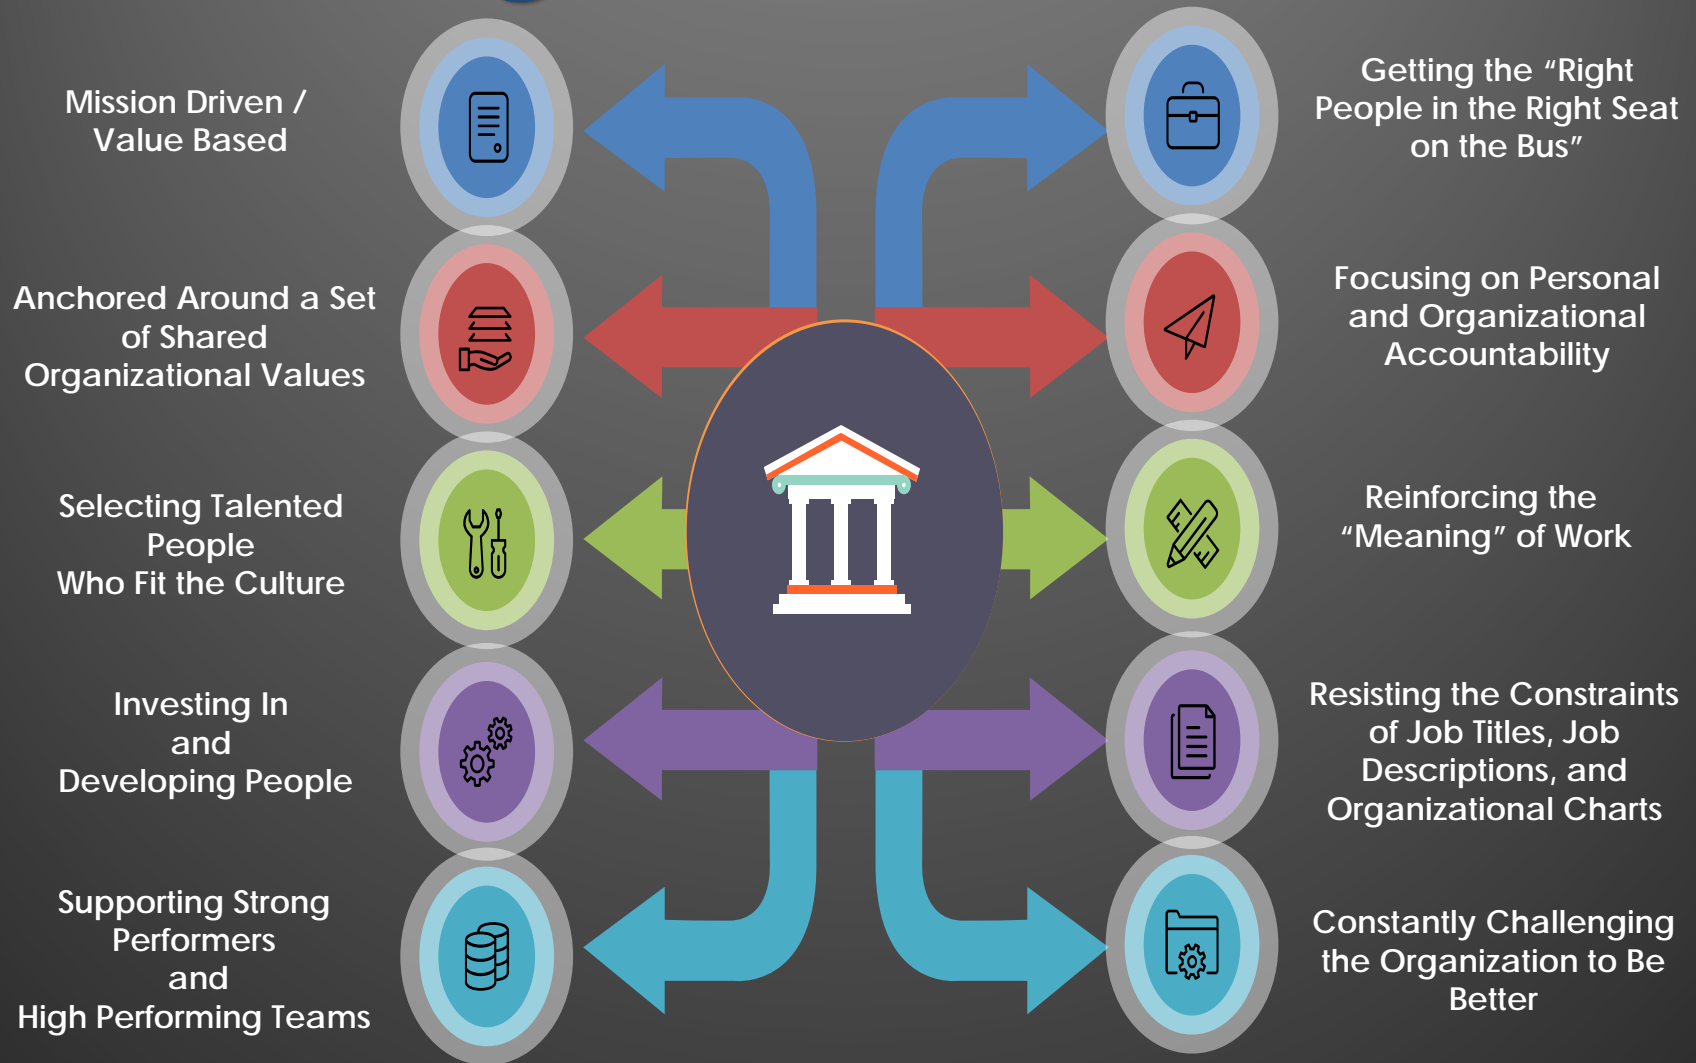 Mission Driven /
Value Based
Anchored Around a Set
of Shared
Organizational Values
Selecting Talented
People
Who Fit the Culture
Investing In
and
Developing People
Supporting Strong
Performers
and
High Performing Teams
Getting the “Right
People in the Right Seat
on the Bus”
Focusing on Personal
and Organizational
Accountability
Reinforcing the
“Meaning” of Work
Resisting the Constraints
of Job Titles, Job
Descriptions, and
Organizational Charts
Constantly Challenging
the Organization to Be
Better